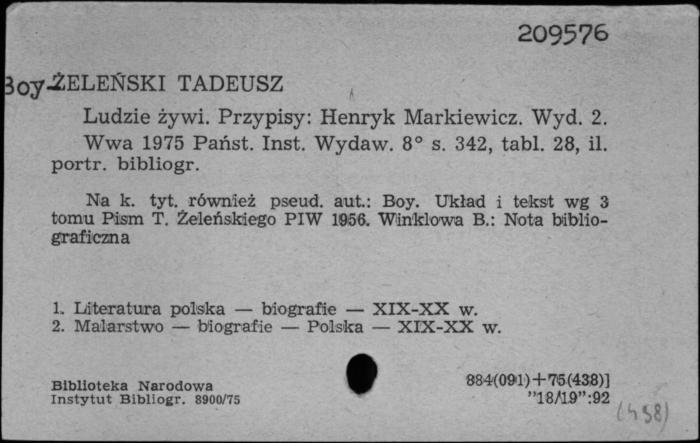 209576
Boy-ŻELEŃSKI TADEUSZ
Ludzie żywi. Przypisy: Henryk Markiewicz. Wyd. 2.
Wwa 1975 Państ. Inst. Wydaw. 8° s. 342, tabl. 28, il.
portr. bibliogr.
Na k. tyt. również pseud. aut.: Boy. Układ i tekst wg 3
tomu Pism T. Żeleńskiego PIW 1956. Winklowa B.: Nota biblio-
graficzna
1. Literatura polska — biografie — XIX-XX w.
2. Malarstwo — biografie — Polska — XIX-XX w.
Biblioteka Narodowa
Instytut Bibliogr. 8900/75
884(091)+75(438)]
"18/19":92
(438)